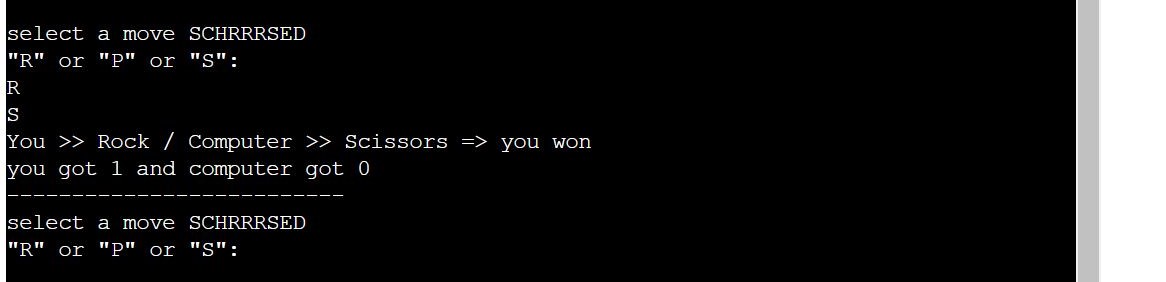 select a move SCHRRRSED
"R" or "P" or "S":
R
S
You >> Rock / Computer >> Scissors => you won
you got 1 and computer got 0
--------------------------
select a move SCHRRRSED
"R" or "P" or "S":